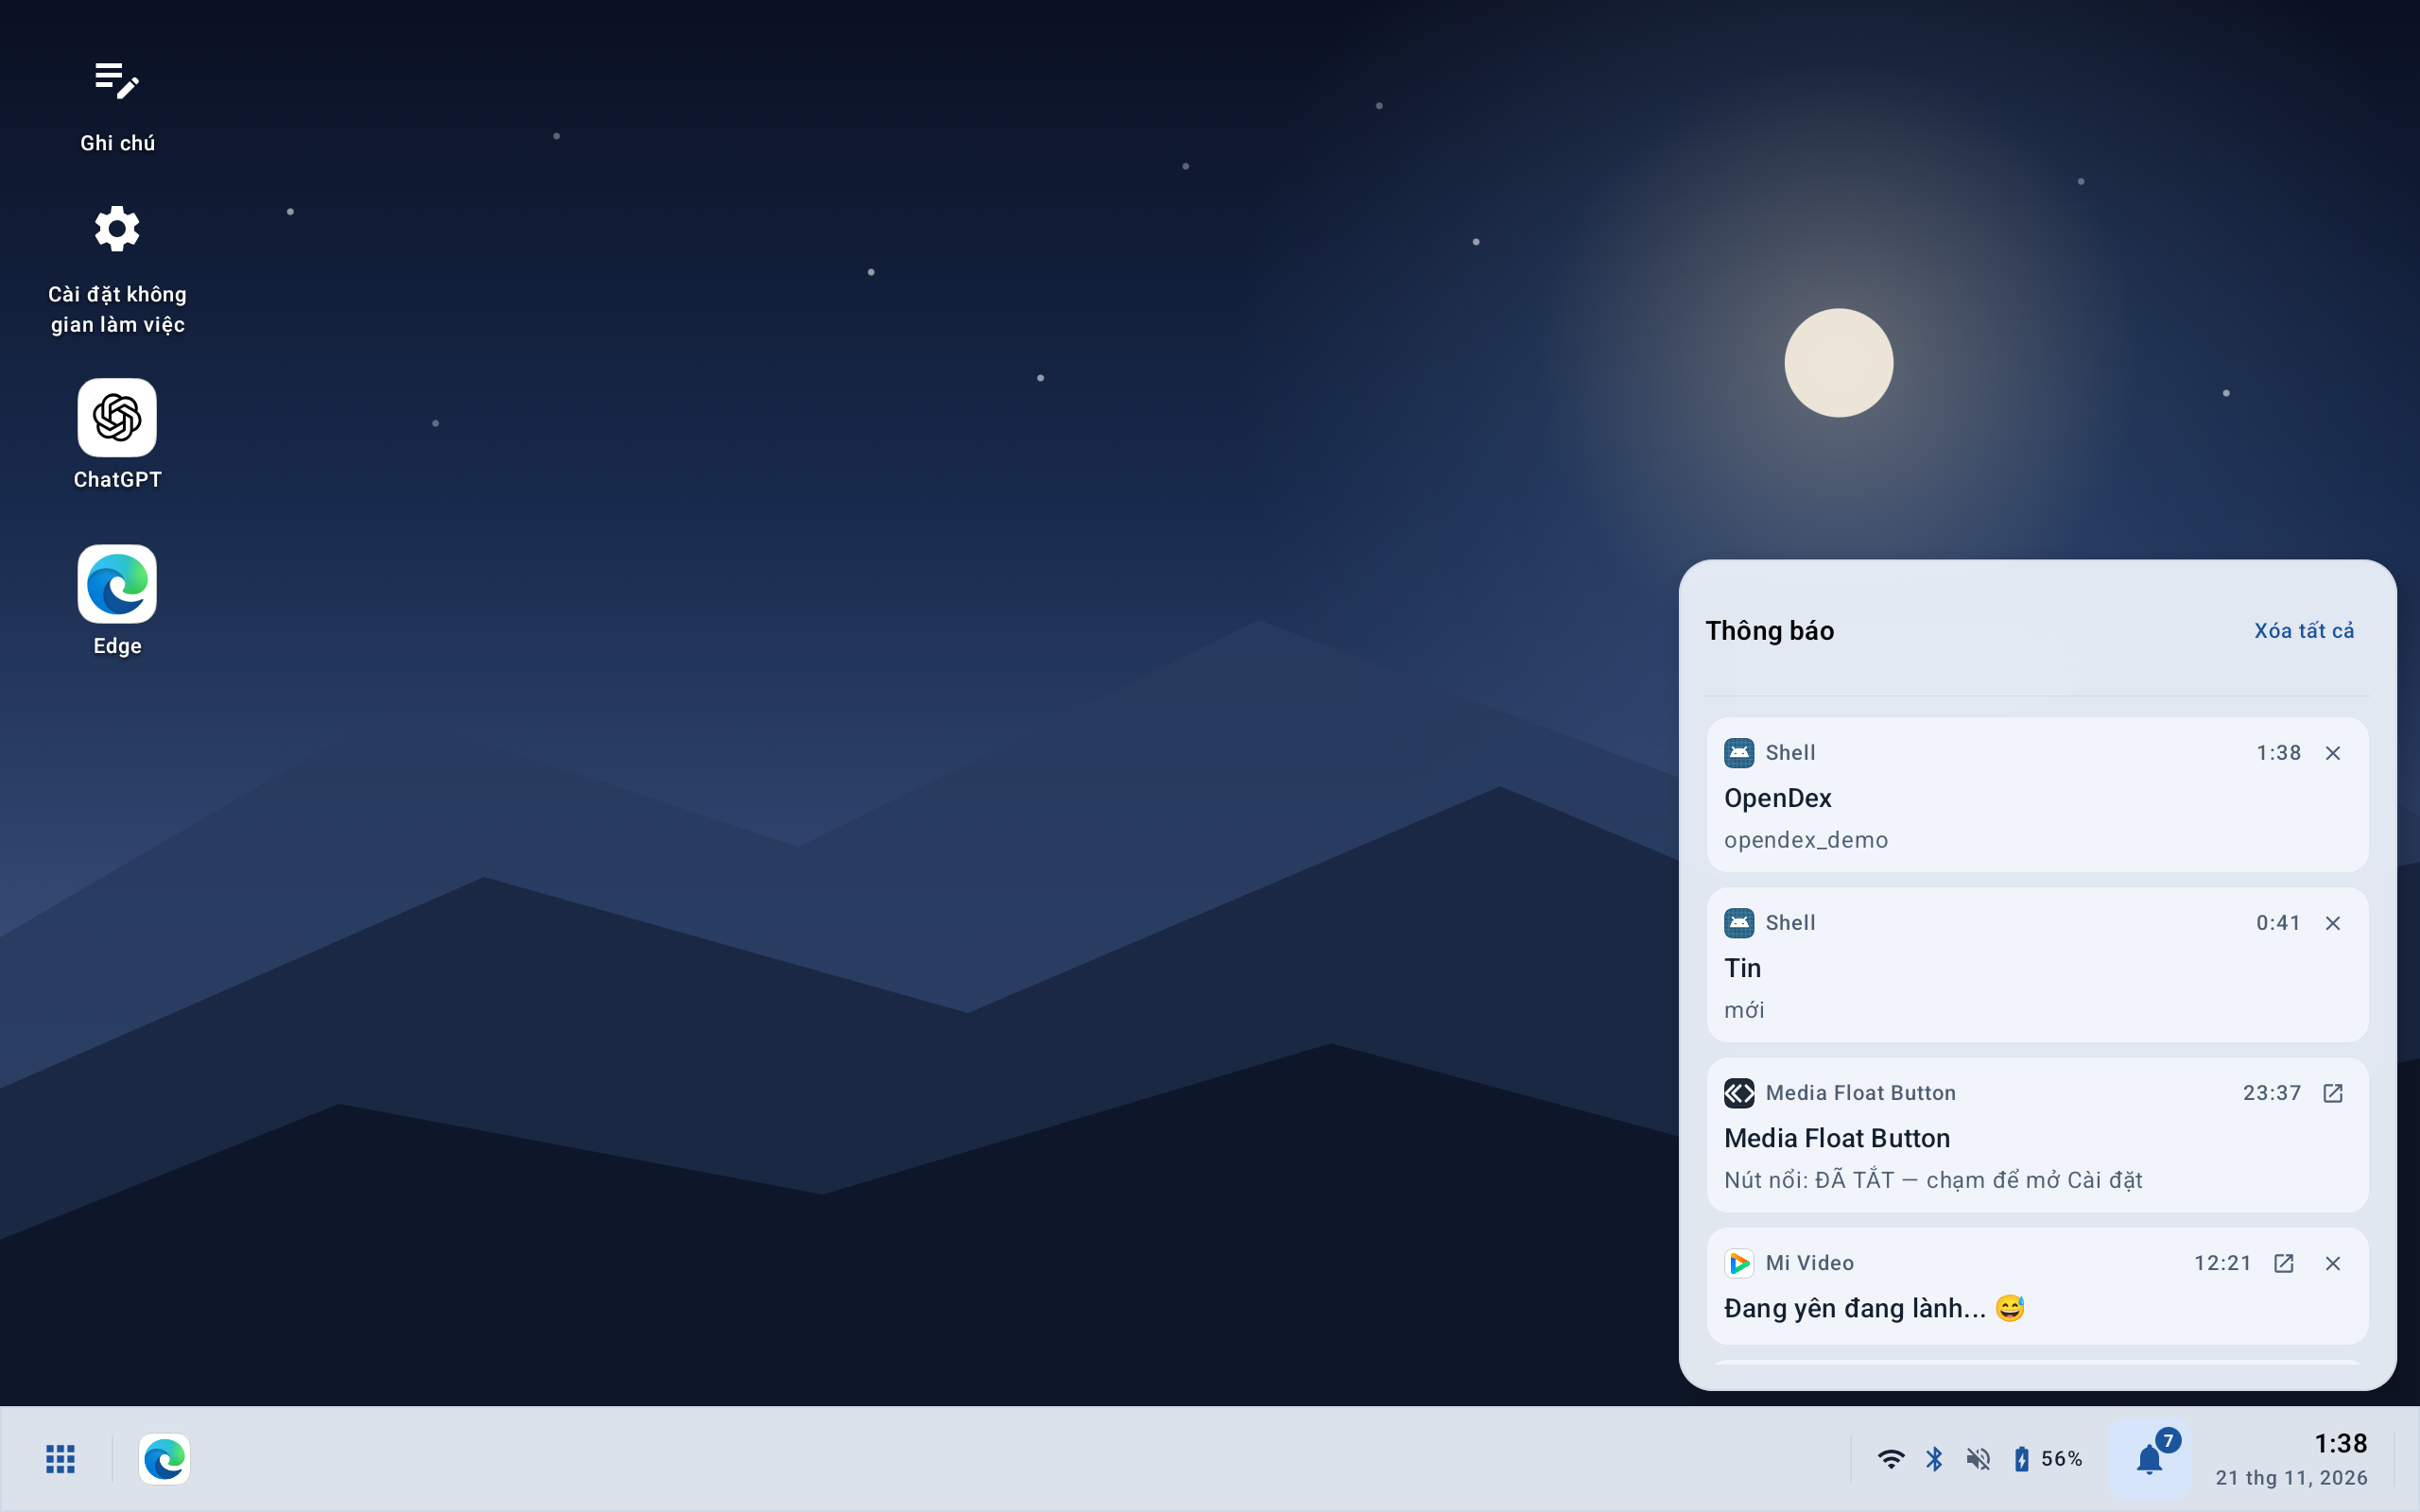 Ghi chú
Cài đặt không
gian làm việc
ChatGPT
Edge
Thông báo
Xóa tất cả
Shell
1:38
OpenDex
opendex_demo
Shell
0:41
Tin
mới
Media Float Button
23:37
Media Float Button
Nút nổi: ĐÃ TẮT — chạm để mở Cài đặt
Mi Video
12:21
Đang yên đang lành... 😅
56%
7
1:38
21 thg 11, 2026